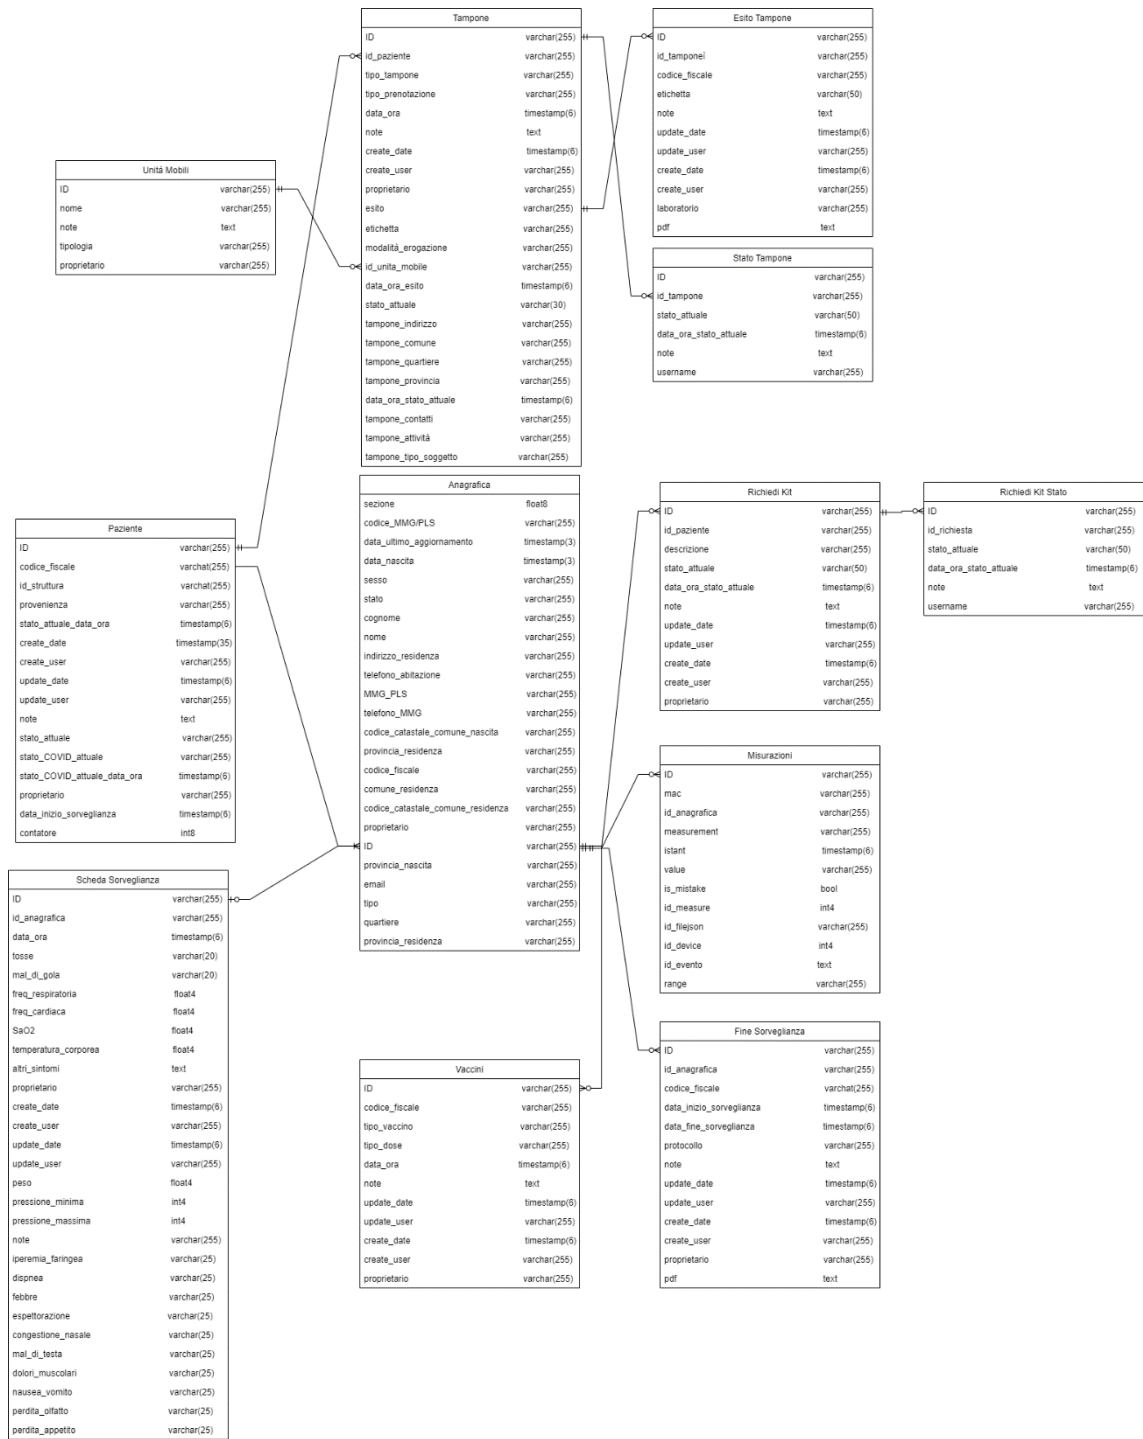 Tampone
ID varchar(255)
id_paziente varchar(255)
tipo_tampone varchar(255)
tipo_prenotazione varchar(255)
data_ora timestamp(6)
note text
create_date timestamp(6)
create_user varchar(255)
proprietario varchar(255)
esito varchar(255)
etichetta varchar(255)
modalità_erogazione varchar(255)
id_unita_mobile varchar(255)
data_ora_esito timestamp(6)
stato_attuale varchar(30)
tampone_indirizzo varchar(255)
tampone_comune varchar(255)
tampone_quartiere varchar(255)
tampone_provincia varchar(255)
data_ora_stato_attuale timestamp(6)
tampone_contatti varchar(255)
tampone_attività varchar(255)
tampone_tipo_soggetto varchar(255)
Esito Tampone
ID varchar(255)
id_tamponeì varchar(255)
codice_fiscale varchar(255)
etichetta varchar(50)
note text
update_date timestamp(6)
update_user varchar(255)
create_date timestamp(6)
create_user varchar(255)
laboratorio varchar(255)
pdf text
Unità Mobili
ID varchar(255)
nome varchar(255)
note text
tipologia varchar(255)
proprietario varchar(255)
Stato Tampone
ID varchar(255)
id_tampone varchar(255)
stato_attuale varchar(50)
data_ora_stato_attuale timestamp(6)
note text
username varchar(255)
Anagrafica
sezione float8
codice_MMG/PLS varchar(255)
data_ultimo_aggiornamento timestamp(3)
data_nascita timestamp(3)
sesso varchar(255)
stato varchar(255)
cognome varchar(255)
nome varchar(255)
indirizzo_residenza varchar(255)
telefono_abitazione varchar(255)
MMG_PLS varchar(255)
telefono_MMG varchar(255)
codice_catastale_comune_nascita varchar(255)
provincia_residenza varchar(255)
codice_fiscale varchar(255)
comune_residenza varchar(255)
codice_catastale_comune_residenza varchar(255)
proprietario varchar(255)
ID varchar(255)
provincia_nascita varchar(255)
email varchar(255)
tipo varchar(255)
quartiere varchar(255)
provincia_residenza varchar(255)
Richiedi Kit
ID varchar(255)
id_paziente varchar(255)
descrizione varchar(255)
stato_attuale varchar(50)
data_ora_stato_attuale timestamp(6)
note text
update_date timestamp(6)
update_user varchar(255)
create_date timestamp(6)
create_user varchar(255)
proprietario varchar(255)
Richiedi Kit Stato
ID varchar(255)
id_richiesta varchar(255)
stato_attuale varchar(50)
data_ora_stato_attuale timestamp(6)
note text
username varchar(255)
Paziente
ID varchar(255)
codice_fiscale varchat(255)
id_struttura varchat(255)
provenienza varchar(255)
stato_attuale_data_ora timestamp(6)
create_date timestamp(35)
create_user varchar(255)
update_date timestamp(6)
update_user varchar(255)
note text
stato_attuale varchar(255)
stato_COVID_attuale varchar(255)
stato_COVID_attuale_data_ora timestamp(6)
proprietario varchar(255)
data_inizio_sorveglianza timestamp(6)
contatore int8
Misurazioni
ID varchar(255)
mac varchar(255)
id_anagrafica varchar(255)
measurement varchar(255)
istant timestamp(6)
value varchar(255)
is_mistake bool
id_measure int4
id_filejson varchar(255)
id_device int4
id_evento text
range varchar(255)
Scheda Sorveglianza
ID varchar(255)
id_anagrafica varchar(255)
data_ora timestamp(6)
tosse varchar(20)
mal_di_gola varchar(20)
freq_respiratoria float4
freq_cardiaca float4
SaO2 float4
temperatura_corporea float4
altri_sintomi text
proprietario varchar(255)
create_date timestamp(6)
create_user varchar(255)
update_date timestamp(6)
update_user varchar(255)
peso float4
pressione_minima int4
pressione_massima int4
note varchar(255)
iperemia_faringea varchar(25)
dispnea varchar(25)
febbre varchar(25)
espettorazione varchar(25)
congestione_nasale varchar(25)
mal_di_testa varchar(25)
dolori_muscolari varchar(25)
nausea_vomito varchar(25)
perdita_olfatto varchar(25)
perdita_appetito varchar(25)
Fine Sorveglianza
ID varchar(255)
id_anagrafica varchar(255)
codice_fiscale varchat(255)
data_inizio_sorveglianza timestamp(6)
data_fine_sorveglianza timestamp(6)
protocollo varchar(255)
note text
update_date timestamp(6)
update_user varchar(255)
create_date timestamp(6)
create_user varchar(255)
proprietario varchar(255)
pdf text
Vaccini
ID varchar(255)
codice_fiscale varchar(255)
tipo_vaccino varchar(255)
tipo_dose varchar(255)
data_ora timestamp(6)
note text
update_date timestamp(6)
update_user varchar(255)
create_date timestamp(6)
create_user varchar(255)
proprietario varchar(255)